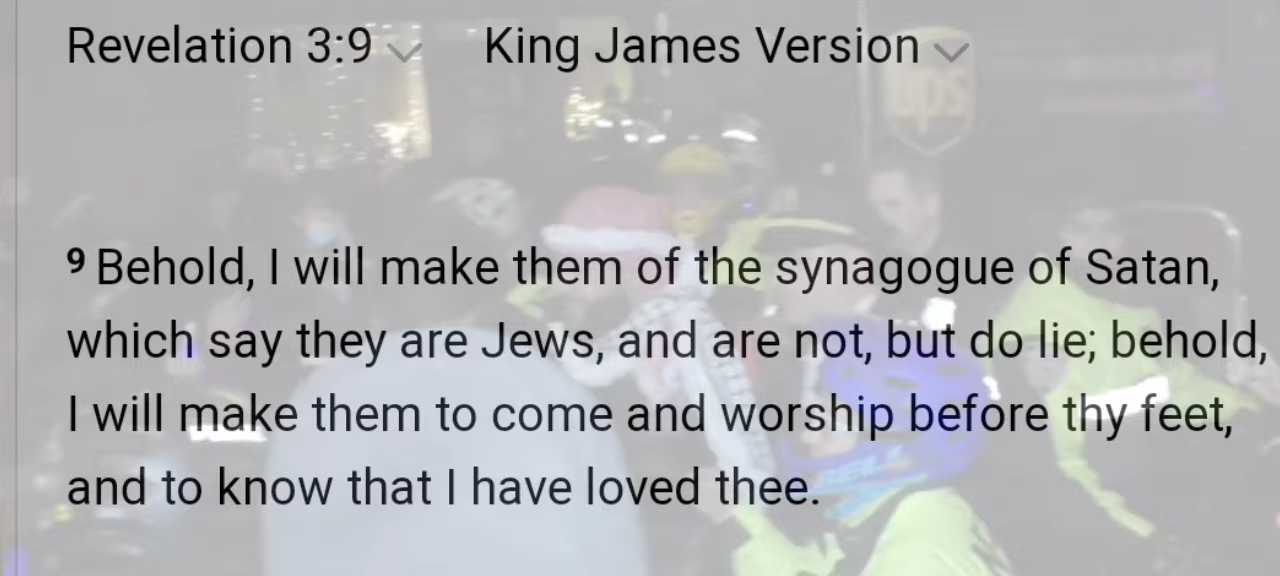 Revelation 3:9 King James Version
ups
9 Behold, I will make them of the synagogue of Satan,
which say they are Jews, and are not, but do lie; behold,
I will make them to come and worship before thy feet,
and to know that I have loved thee.
BELL